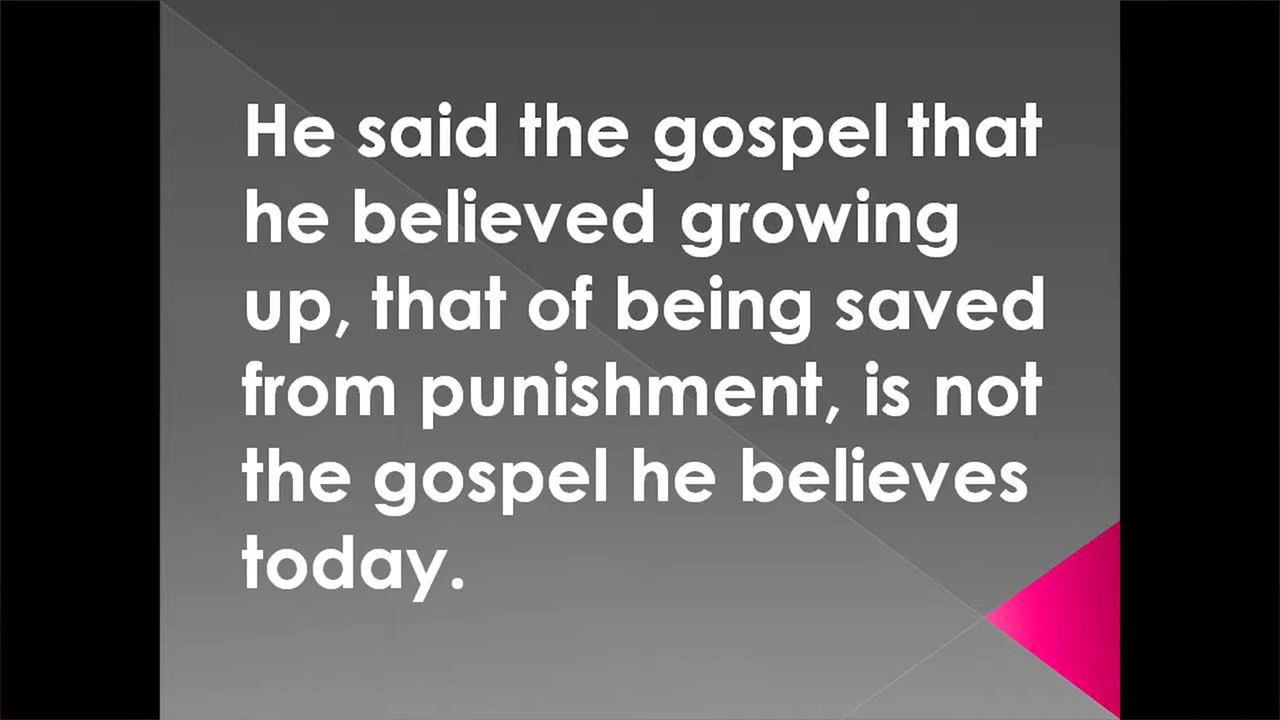 He said the gospel that
he believed growing
up, that of being saved
from punishment, is not
the gospel he believes
today.